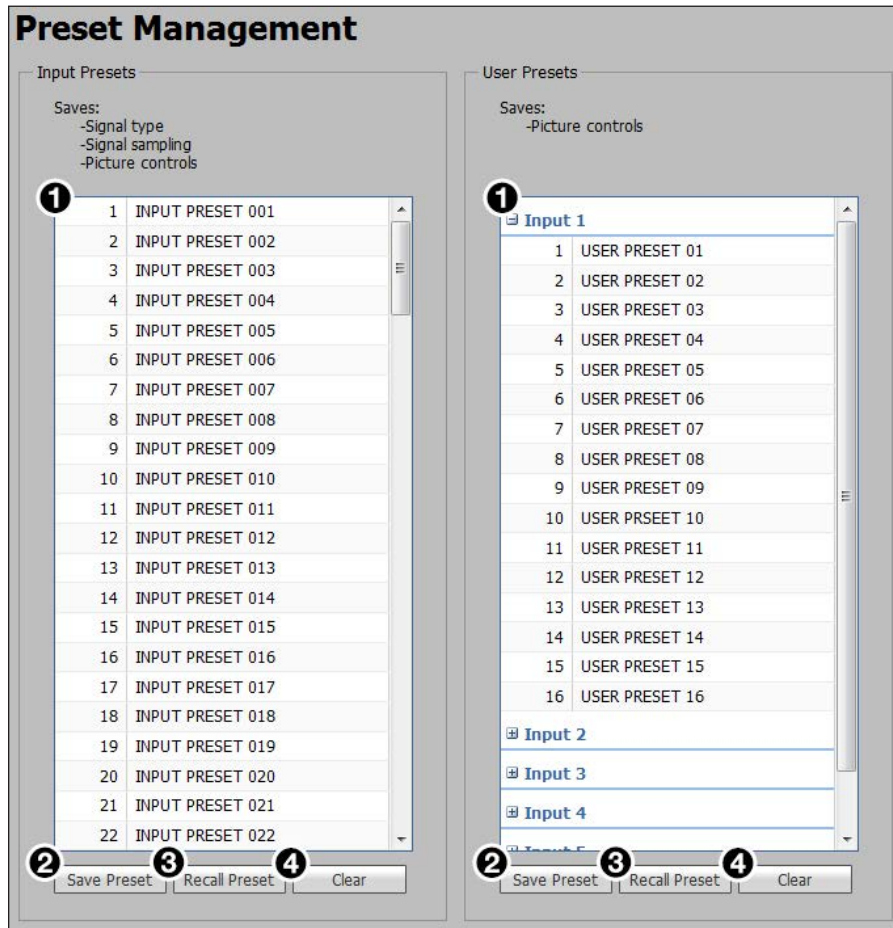 Preset Management
Input Presets
Saves:
-Signal type
-Signal sampling
-Picture controls
1
1 INPUT PRESET 001
2 INPUT PRESET 002
3 INPUT PRESET 003
4 INPUT PRESET 004
5 INPUT PRESET 005
6 INPUT PRESET 006
7 INPUT PRESET 007
8 INPUT PRESET 008
9 INPUT PRESET 009
10 INPUT PRESET 010
11 INPUT PRESET 011
12 INPUT PRESET 012
13 INPUT PRESET 013
14 INPUT PRESET 014
15 INPUT PRESET 015
16 INPUT PRESET 016
17 INPUT PRESET 017
18 INPUT PRESET 018
19 INPUT PRESET 019
20 INPUT PRESET 020
21 INPUT PRESET 021
22 INPUT PRESET 022
2 Save Preset 3 Recall Preset 4 Clear
User Presets
Saves:
-Picture controls
1
Input 1
1 USER PRESET 01
2 USER PRESET 02
3 USER PRESET 03
4 USER PRESET 04
5 USER PRESET 05
6 USER PRESET 06
7 USER PRESET 07
8 USER PRESET 08
9 USER PRESET 09
10 USER PRSEET 10
11 USER PRESET 11
12 USER PRESET 12
13 USER PRESET 13
14 USER PRESET 14
15 USER PRESET 15
16 USER PRESET 16
Input 2
Input 3
Input 4
2 Save Preset 3 Recall Preset 4 Clear